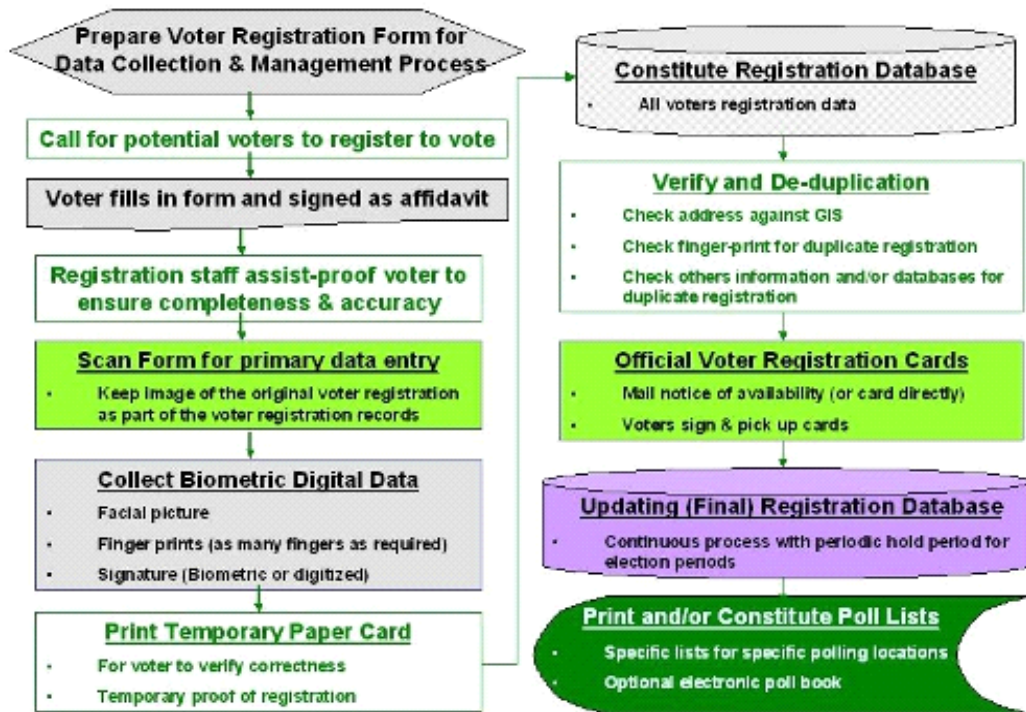 Prepare Voter Registration Form for
Data Collection & Management Process
Call for potential voters to register to vote
Voter fills in form and signed as affidavit
Registration staff assist-proof voter to
ensure completeness & accuracy
Scan Form for primary data entry
• Keep image of the original voter registration
as part of the voter registration records
Collect Biometric Digital Data
• Facial picture
• Finger prints (as many fingers as required)
• Signature (Biometric or digitized)
Print Temporary Paper Card
• For voter to verify correctness
• Temporary proof of registration
Constitute Registration Database
• All voters registration data
Verify and De-duplication
• Check address against GIS
• Check finger-print for duplicate registration
• Check others information and/or databases for
duplicate registration
Official Voter Registration Cards
• Mail notice of availability (or card directly)
• Voters sign & pick up cards
Updating (Final) Registration Database
• Continuous process with periodic hold period for
election periods
Print and/or Constitute Poll Lists
• Specific lists for specific polling locations
• Optional electronic poll book